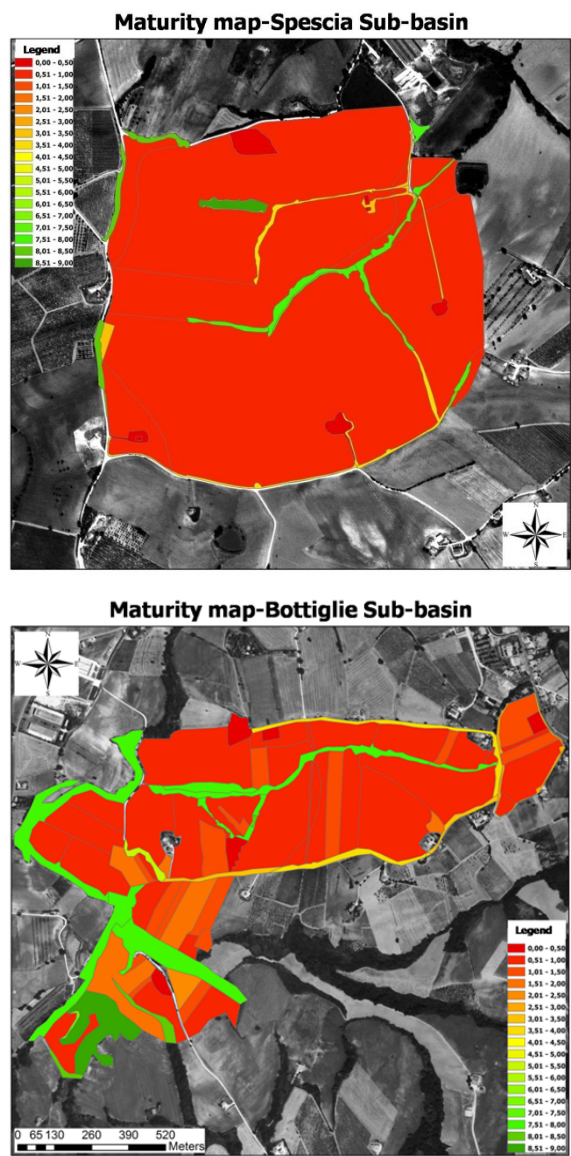 Maturity map-Spescia Sub-basin
Legend
0,00 - 0,50
0,51 - 1,00
1,01 - 1,50
1,51 - 2,00
2,01 - 2,50
2,51 - 3,00
3,01 - 3,50
3,51 - 4,00
4,01 - 4,50
4,51 - 5,00
5,01 - 5,50
5,51 - 6,00
6,01 - 6,50
6,51 - 7,00
7,01 - 7,50
7,51 - 8,00
8,01 - 8,50
8,51 - 9,00
N
W E
S
Maturity map-Bottiglie Sub-basin
N
W E
S
Legend
0,00 - 0,50
0,51 - 1,00
1,01 - 1,50
1,51 - 2,00
2,01 - 2,50
2,51 - 3,00
3,01 - 3,50
3,51 - 4,00
4,01 - 4,50
4,51 - 5,00
5,01 - 5,50
5,51 - 6,00
6,01 - 6,50
6,51 - 7,00
7,01 - 7,50
7,51 - 8,00
8,01 - 8,50
8,51 - 9,00
0 65 130 260 390 520
Meters